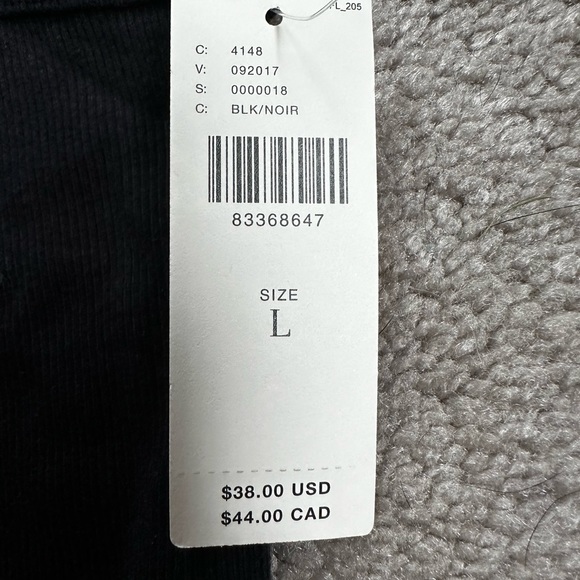 L_205
C: 4148
V: 092017
S: 0000018
C: BLK/NOIR
83368647
SIZE
L
$38.00 USD
$44.00 CAD